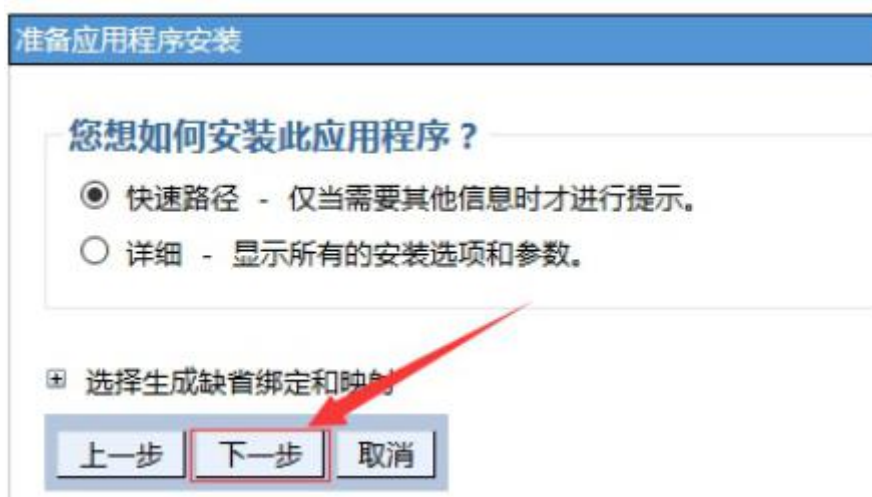 准备应用程序安装
您想如何安装此应用程序？
快速路径 - 仅当需要其他信息时才进行提示。
详细 - 显示所有的安装选项和参数。
选择生成缺省绑定和映射
上一步 下一步 取消